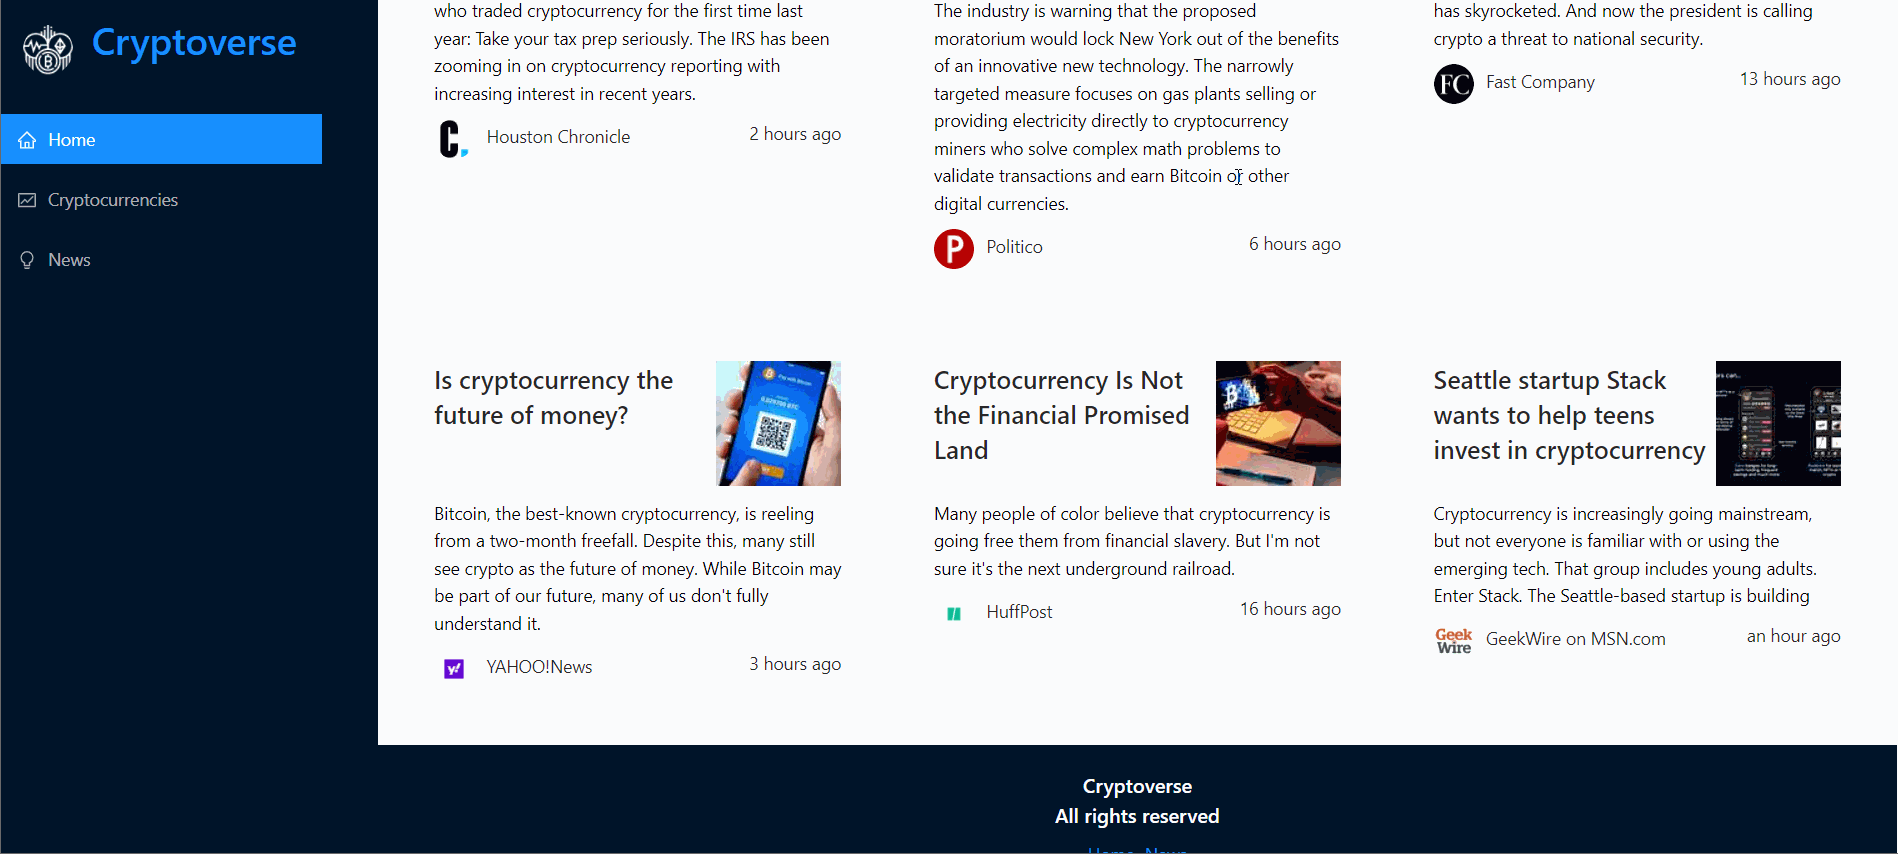 Cryptoverse
Home
Cryptocurrencies
News
who traded cryptocurrency for the first time last
year: Take your tax prep seriously. The IRS has been
zooming in on cryptocurrency reporting with
increasing interest in recent years.
Houston Chronicle
2 hours ago
The industry is warning that the proposed
moratorium would lock New York out of the benefits
of an innovative new technology. The narrowly
targeted measure focuses on gas plants selling or
providing electricity directly to cryptocurrency
miners who solve complex math problems to
validate transactions and earn Bitcoin or other
digital currencies.
Politico
6 hours ago
has skyrocketed. And now the president is calling
crypto a threat to national security.
FC
Fast Company
13 hours ago
Is cryptocurrency the
future of money?
Bitcoin, the best-known cryptocurrency, is reeling
from a two-month freefall. Despite this, many still
see crypto as the future of money. While Bitcoin may
be part of our future, many of us don't fully
understand it.
y!
YAHOO!News
3 hours ago
Cryptocurrency Is Not
the Financial Promised
Land
Many people of color believe that cryptocurrency is
going free them from financial slavery. But I'm not
sure it's the next underground railroad.
HuffPost
16 hours ago
Seattle startup Stack
wants to help teens
invest in cryptocurrency
Cryptocurrency is increasingly going mainstream,
but not everyone is familiar with or using the
emerging tech. That group includes young adults.
Enter Stack. The Seattle-based startup is building
Geek
Wire
GeekWire on MSN.com
an hour ago
Cryptoverse
All rights reserved
Home News